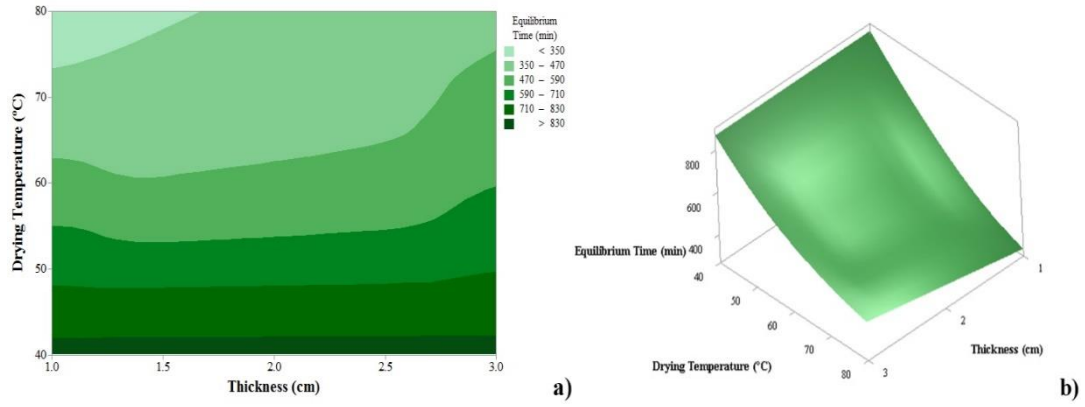 80
70
60
50
40
Drying Temperature (°C)
1.0 1.5 2.0 2.5 3.0
Thickness (cm)
Equilibrium
Time (min)
< 350
350 – 470
470 – 590
590 – 710
710 – 830
> 830
a)
800
600
400
Equilibrium Time (min)
40
50
60
70
80
Drying Temperature (°C)
1
2
3
Thickness (cm)
b)